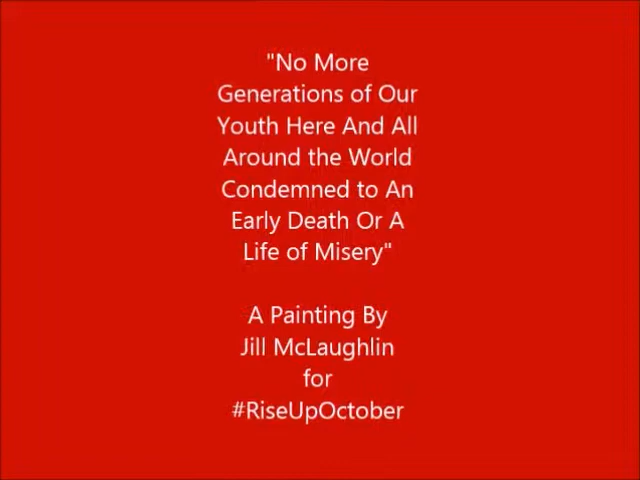 "No More
Generations of Our
Youth Here And All
Around the World
Condemned to An
Early Death Or A
Life of Misery"
A Painting By
Jill McLaughlin
for
#RiseUpOctober